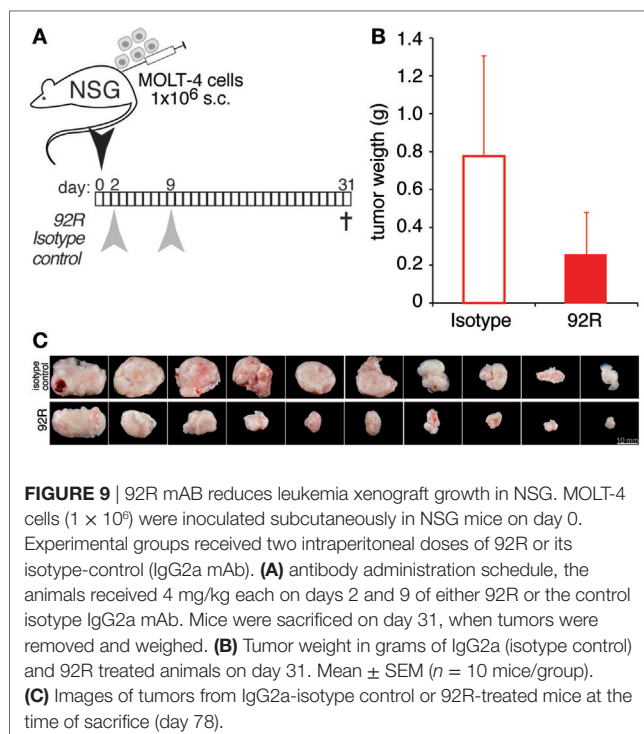 A
NSG
MOLT-4 cells
1x10⁶ s.c.
day: 0 2 9 31
92R
Isotype
control
†
B
tumor weigth (g)
1.4
1.2
1.0
0.8
0.6
0.4
0.2
0
Isotype 92R
C
isotype
control
92R
10 mm
FIGURE 9 | 92R mAB reduces leukemia xenograft growth in NSG. MOLT-4
cells (1 × 10⁶) were inoculated subcutaneously in NSG mice on day 0.
Experimental groups received two intraperitoneal doses of 92R or its
isotype-control (IgG2a mAb). (A) antibody administration schedule, the
animals received 4 mg/kg each on days 2 and 9 of either 92R or the control
isotype IgG2a mAb. Mice were sacrificed on day 31, when tumors were
removed and weighed. (B) Tumor weight in grams of IgG2a (isotype control)
and 92R treated animals on day 31. Mean ± SEM (n = 10 mice/group).
(C) Images of tumors from IgG2a-isotype control or 92R-treated mice at the
time of sacrifice (day 78).